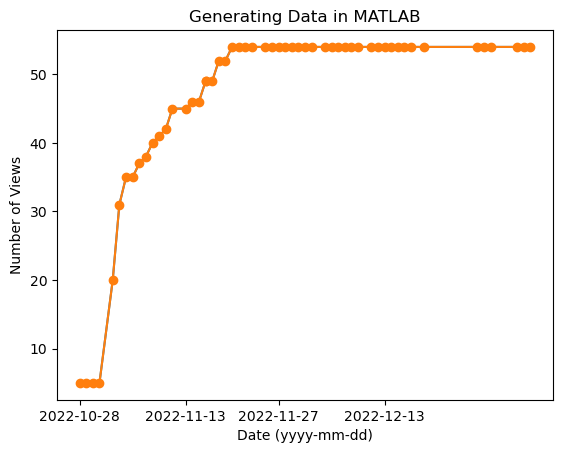 Generating Data in MATLAB
Number of Views
50
40
30
20
10
2022-10-28 2022-11-13 2022-11-27 2022-12-13
Date (yyyy-mm-dd)